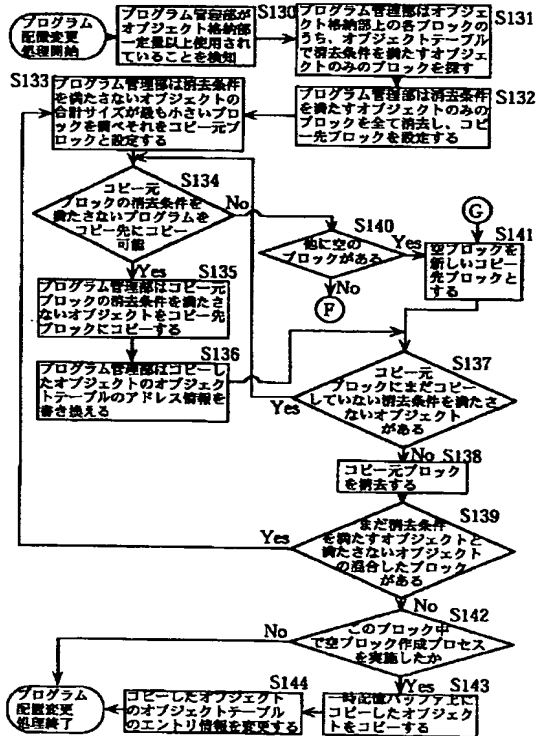 プログラム
配置変更
処理開始
S130
プログラム管理部が
オブジェクト格納部
一定量以上使用され
ていることを検知
S131
プログラム管理部はオブジェ
クト格納部上の各ブロックの
うち、オブジェクトテーブル
で消去条件を満たすオブジェ
クトのみのブロックを探す
S132
プログラム管理部は消去条件
を満たすオブジェクトのみの
ブロックを全て消去し、コピ
ー先ブロックを設定する
S133
プログラム管理部は消去条件
を満たさないオブジェクトの
合計サイズが最も小さいブ
ロックを調べそれをコピー元ブ
ロックと設定する
S134
コピー元
ブロックの消去条件を
満たさないプログラムを
コピー先にコピー
可能
No
Yes
S140
他に空の
ブロックがある
Yes
No
F
G
S141
空ブロックを
新しいコピー
先ブロックと
する
S135
プログラム管理部はコピー元
ブロックの消去条件を満たさ
ないオブジェクトをコピー先
ブロックにコピーする
S136
プログラム管理部はコピーし
たオブジェクトのオブジェク
トテーブルのアドレス情報を
書き換える
S137
コピー元
ブロックにまだコピー
していない消去条件を満たさ
ないオブジェクト
がある
Yes
No
S138
コピー元ブロック
を消去する
S139
まだ消去条件
を満たすオブジェクトと
満たさないオブジェクト
の混合したブロック
がある
Yes
No
S142
このブロック中
で空ブロック作成プロセス
を実施したか
No
Yes
S143
一時記憶バッファ上に
コピーしたオブジェク
トをコピーする
S144
コピーしたオブジェクト
のオブジェクトテーブル
のエントリ情報を変更する
プログラム
配置変更
処理終了